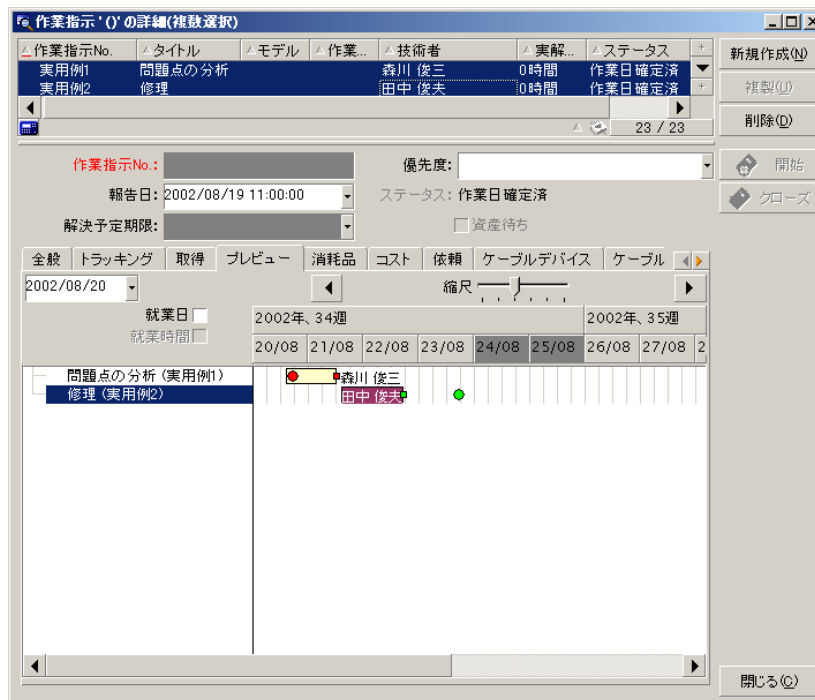 作業指示 '()' の詳細(複数選択)
作業指示No. タイトル モデル 作業... 技術者 実解... ステータス
実用例1 問題点の分析 森川 俊三 0時間 作業日確定済
実用例2 修理 田中 俊夫 0時間 作業日確定済
23 / 23
新規作成(N)
複製(U)
削除(D)
開始
クローズ
作業指示No.: 優先度:
報告日: 2002/08/19 11:00:00 ステータス: 作業日確定済
解決予定期限: 資産待ち
全般 トラッキング 取得 プレビュー 消耗品 コスト 依頼 ケーブルデバイス ケーブル
2002/08/20 縮尺
就業日 2002年、34週 2002年、35週
就業時間
20/08 21/08 22/08 23/08 24/08 25/08 26/08 27/08 2
問題点の分析 (実用例1) 森川 俊三
修理 (実用例2) 田中 俊夫
閉じる(C)